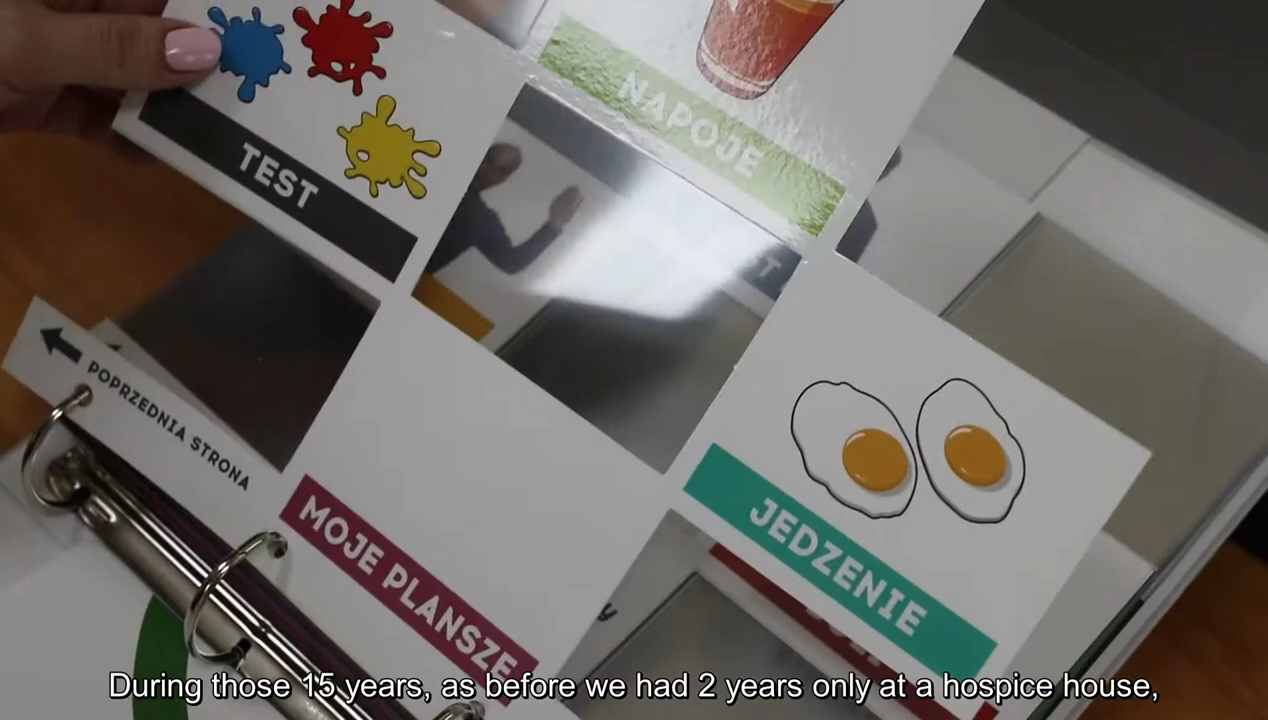 NAPOJE
TEST
POPRZEDNIA STRONA
MOJE PLANSZE
JEDZENIE
During those 15 years, as before we had 2 years only at a hospice house,